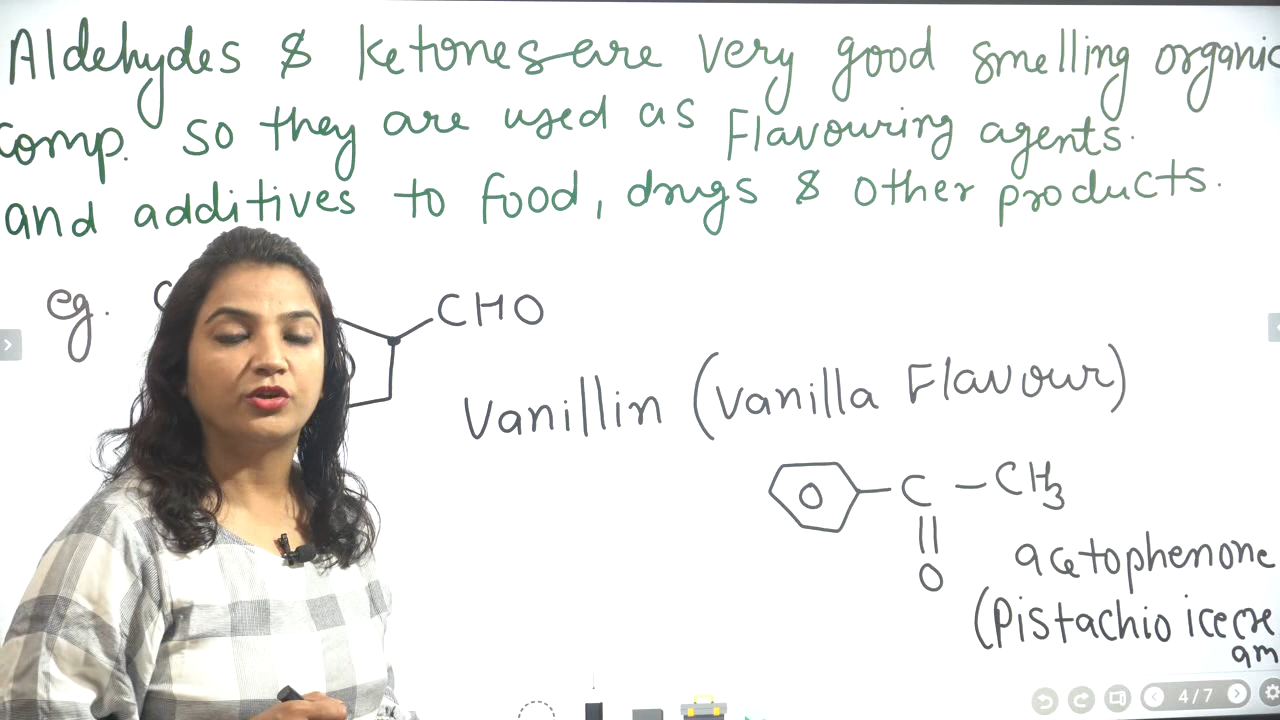 Aldehydes & Ketones are very good smelling organic
comp. so they are used as Flavouring agents.
and additives to food, drugs & other products.
eg.
CHO
Vanillin (Vanilla Flavour)
C – CH3
O
acetophenone
(Pistachio icecre
am
4/7